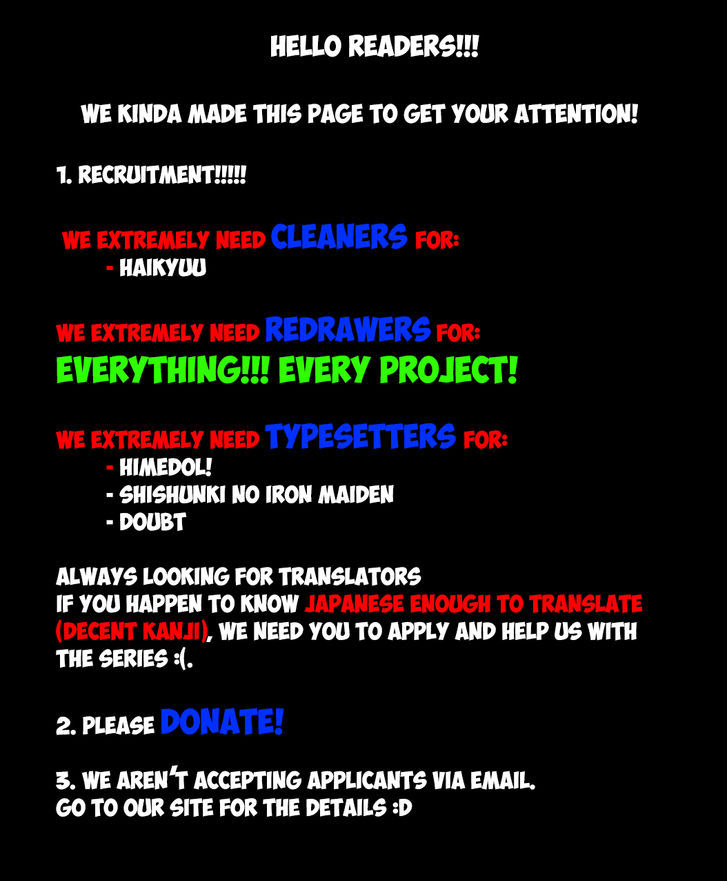 HELLO READERS!!!
WE KINDA MADE THIS PAGE TO GET YOUR ATTENTION!
1. RECRUITMENT!!!!!
WE EXTREMELY NEED CLEANERS FOR:
- HAIKYUU
WE EXTREMELY NEED REDRAWERS FOR:
EVERYTHING!!! EVERY PROJECT!
WE EXTREMELY NEED TYPESETTERS FOR:
- HIMEDOL!
- SHISHUNKI NO IRON MAIDEN
- DOUBT
ALWAYS LOOKING FOR TRANSLATORS
IF YOU HAPPEN TO KNOW JAPANESE ENOUGH TO TRANSLATE
(DECENT KANJI), WE NEED YOU TO APPLY AND HELP US WITH
THE SERIES :(.
2. PLEASE DONATE!
3. WE AREN'T ACCEPTING APPLICANTS VIA EMAIL.
GO TO OUR SITE FOR THE DETAILS :D